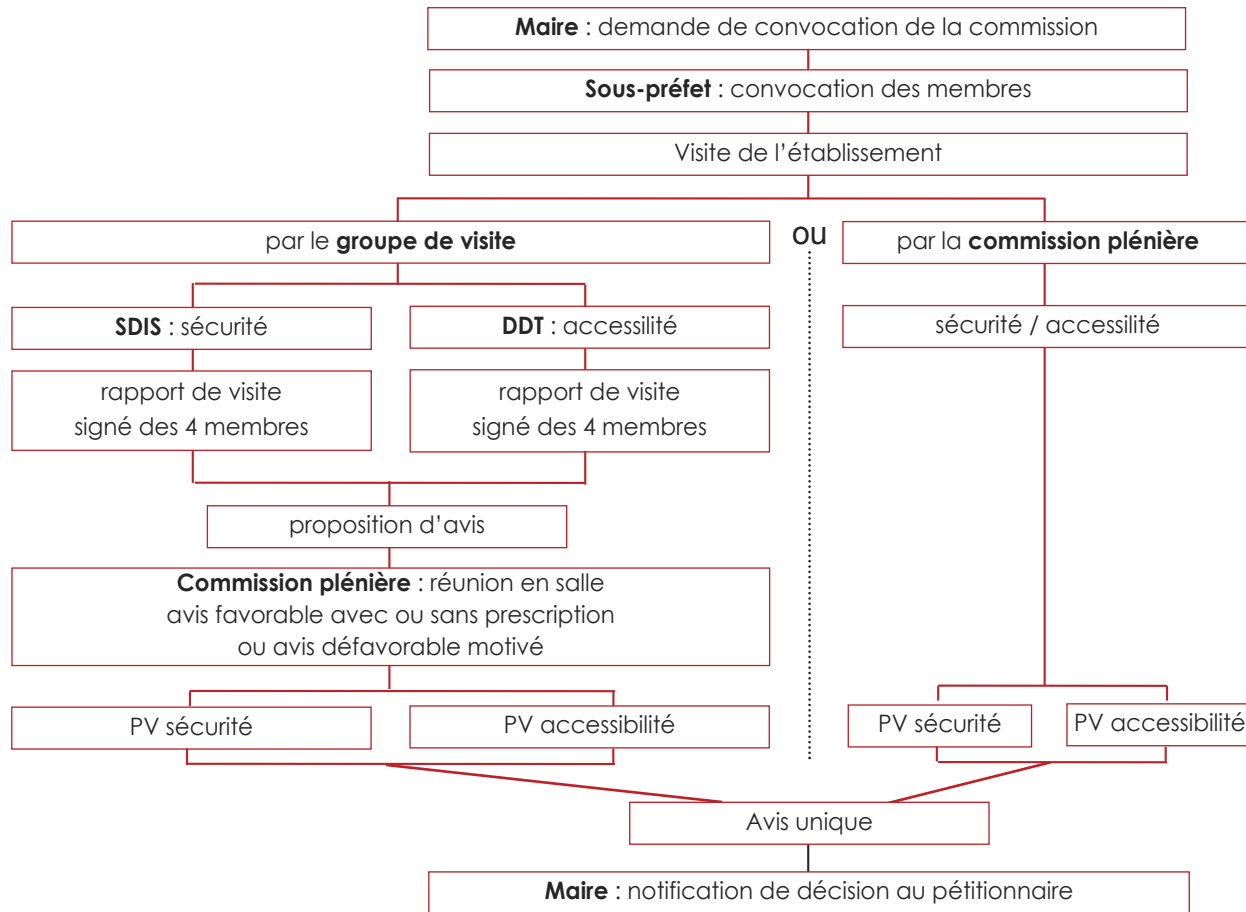 Maire : demande de convocation de la commission
Sous-préfet : convocation des membres
Visite de l'établissement
par le groupe de visite
ou
par la commission plénière
SDIS : sécurité
DDT : accessilité
sécurité / accessilité
rapport de visite
signé des 4 membres
rapport de visite
signé des 4 membres
proposition d'avis
Commission plénière : réunion en salle
avis favorable avec ou sans prescription
ou avis défavorable motivé
PV sécurité
PV accessibilité
PV sécurité
PV accessibilité
Avis unique
Maire : notification de décision au pétitionnaire